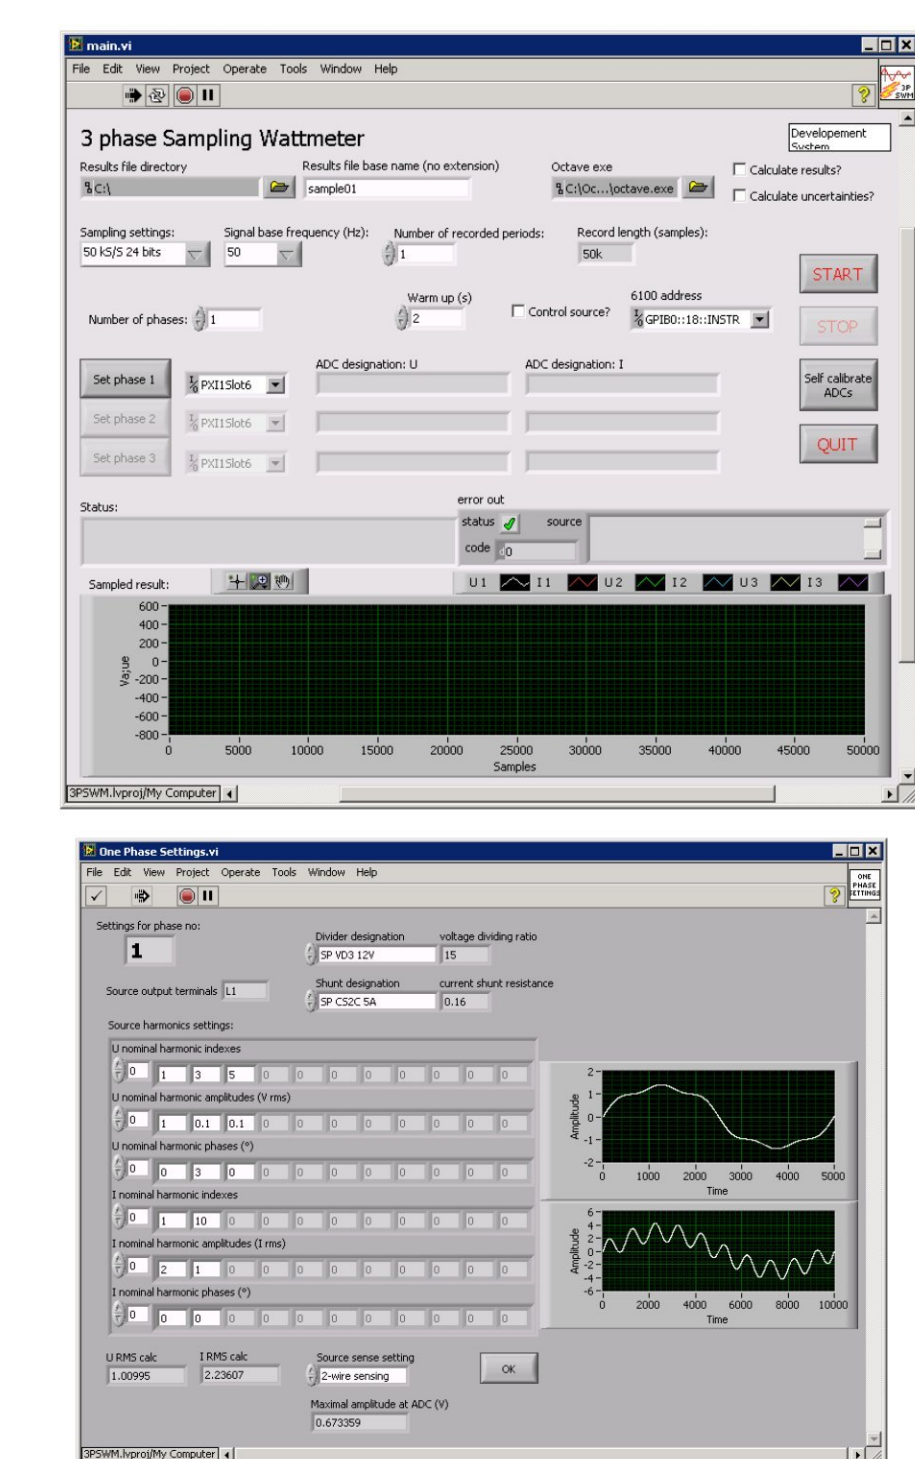 main.vi
File Edit View Project Operate Tools Window Help
3P
SWM
3 phase Sampling Wattmeter
Developement
System
Results file directory
Results file base name (no extension)
Octave exe
Calculate results?
C:\
sample01
C:\Oc...\octave.exe
Calculate uncertainties?
Sampling settings:
Signal base frequency (Hz):
Number of recorded periods:
Record length (samples):
50 kS/S 24 bits
50
1
50k
START
Number of phases:
1
Warm up (s)
2
Control source?
6100 address
GPIB0::18::INSTR
STOP
ADC designation: U
ADC designation: I
Set phase 1
PXI1Slot6
Self calibrate
ADCs
Set phase 2
PXI1Slot6
Set phase 3
PXI1Slot6
QUIT
Status:
error out
status
source
code
d0
Sampled result:
U 1 I 1 U 2 I 2 U 3 I 3
600
400
200
0
-200
-400
-600
-800
Va;ue
0 5000 10000 15000 20000 25000 30000 35000 40000 45000 50000
Samples
3PSWM.lvproj/My Computer
One Phase Settings.vi
File Edit View Project Operate Tools Window Help
ONE
PHASE
SETTINGS
Settings for phase no:
1
Divider designation
voltage dividing ratio
SP VD3 12V
15
Source output terminals L1
Shunt designation
current shunt resistance
SP CS2C 5A
0.16
Source harmonics settings:
U nominal harmonic indexes
0 1 3 5 0 0 0 0 0 0 0 0
U nominal harmonic amplitudes (V rms)
0 1 0.1 0.1 0 0 0 0 0 0 0 0
U nominal harmonic phases (°)
0 0 3 0 0 0 0 0 0 0 0 0
I nominal harmonic indexes
0 1 10 0 0 0 0 0 0 0 0 0
I nominal harmonic amplitudes (I rms)
0 2 1 0 0 0 0 0 0 0 0 0
I nominal harmonic phases (°)
0 0 0 0 0 0 0 0 0 0 0 0
2
1
0
-1
-2
Amplitude
0 1000 2000 3000 4000 5000
Time
6
4
2
0
-2
-4
-6
Amplitude
0 2000 4000 6000 8000 10000
Time
U RMS calc
I RMS calc
Source sense setting
1.00995
2.23607
2-wire sensing
OK
Maximal amplitude at ADC (V)
0.673359
3PSWM.lvproj/My Computer